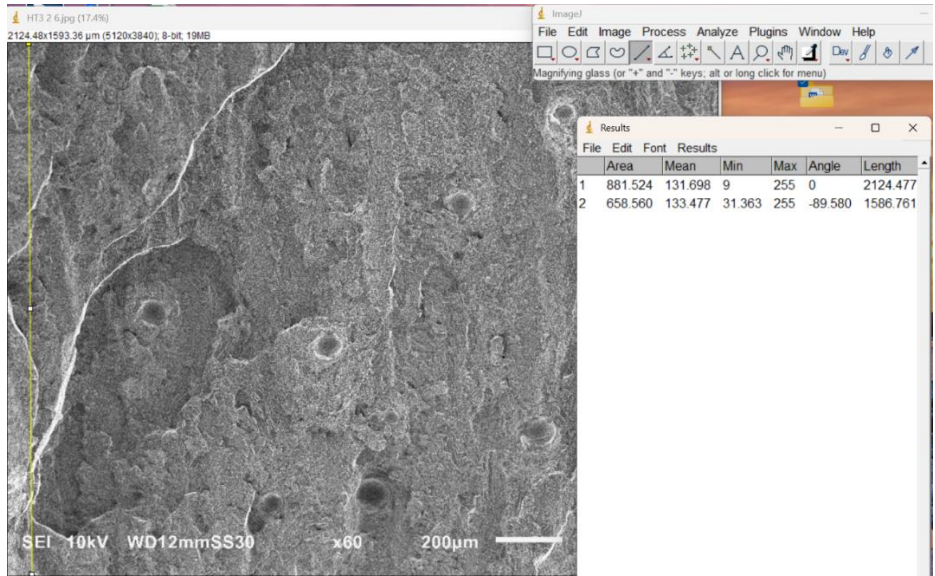 HT3 2 6.jpg (17.4%)
2124.48x1593.36 µm (5120x3840); 8-bit; 19MB
ImageJ
File Edit Image Process Analyze Plugins Window Help
Dev
Magnifying glass (or "+" and "-" keys; alt or long click for menu)
Results
File Edit Font Results
Area Mean Min Max Angle Length
1 881.524 131.698 9 255 0 2124.477
2 658.560 133.477 31.363 255 -89.580 1586.761
SEI 10kV WD12mmSS30 x60 200µm